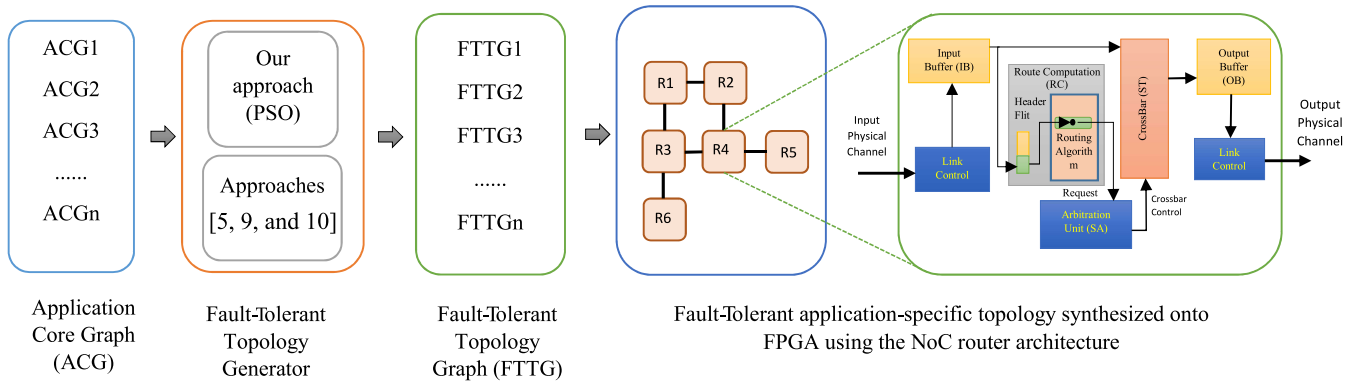 ACG1
ACG2
ACG3
......
ACGn
Application
Core Graph
(ACG)
Our
approach
(PSO)
Approaches
[5, 9, and 10]
Fault-Tolerant
Topology
Generator
FTTG1
FTTG2
FTTG3
......
FTTGn
Fault-Tolerant
Topology
Graph (FTTG)
R1
R2
R3
R4
R5
R6
Input
Physical
Channel
Link
Control
Input
Buffer (IB)
Route Computation
(RC)
Header
Flit
Routing
Algorith
m
Request
Arbitration
Unit (SA)
Crossbar
Control
CrossBar (ST)
Output
Buffer
(OB)
Link
Control
Output
Physical
Channel
Fault-Tolerant application-specific topology synthesized onto
FPGA using the NoC router architecture